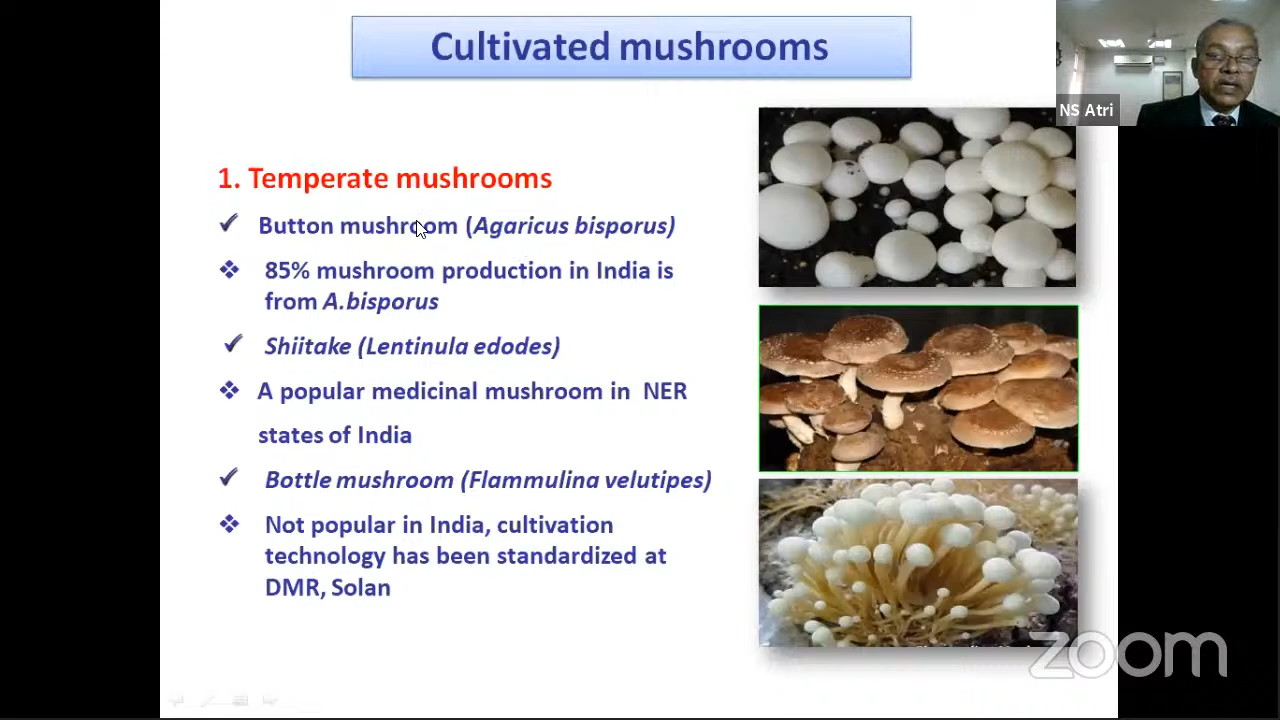 Cultivated mushrooms
NS Atri
1. Temperate mushrooms
Button mushroom (Agaricus bisporus)
85% mushroom production in India is
from A.bisporus
Shiitake (Lentinula edodes)
A popular medicinal mushroom in NER
states of India
Bottle mushroom (Flammulina velutipes)
Not popular in India, cultivation
technology has been standardized at
DMR, Solan
zoom